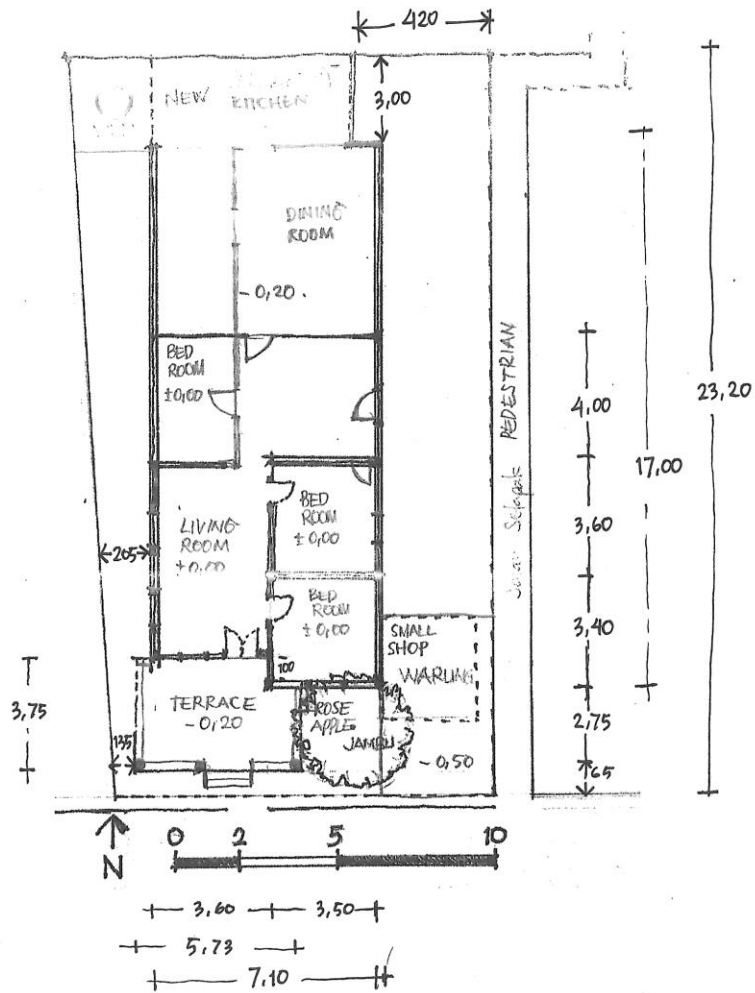 420
3,00
NEW
KITCHEN
DINING
ROOM
-0,20.
BED
ROOM
±0,00
PEDESTRIAN
4,00
23,20
17,00
LIVING
ROOM
±0,00
BED
ROOM
±0,00
205
3,60
BED
ROOM
±0,00
SMALL
SHOP
WARUNG
3,40
100
3,75
TERRACE
-0,20
ROSE
APPLE
JAMBU
2,75
135
-0,50
65
N
0 2 5 10
3,60 3,50
5,73
7,10